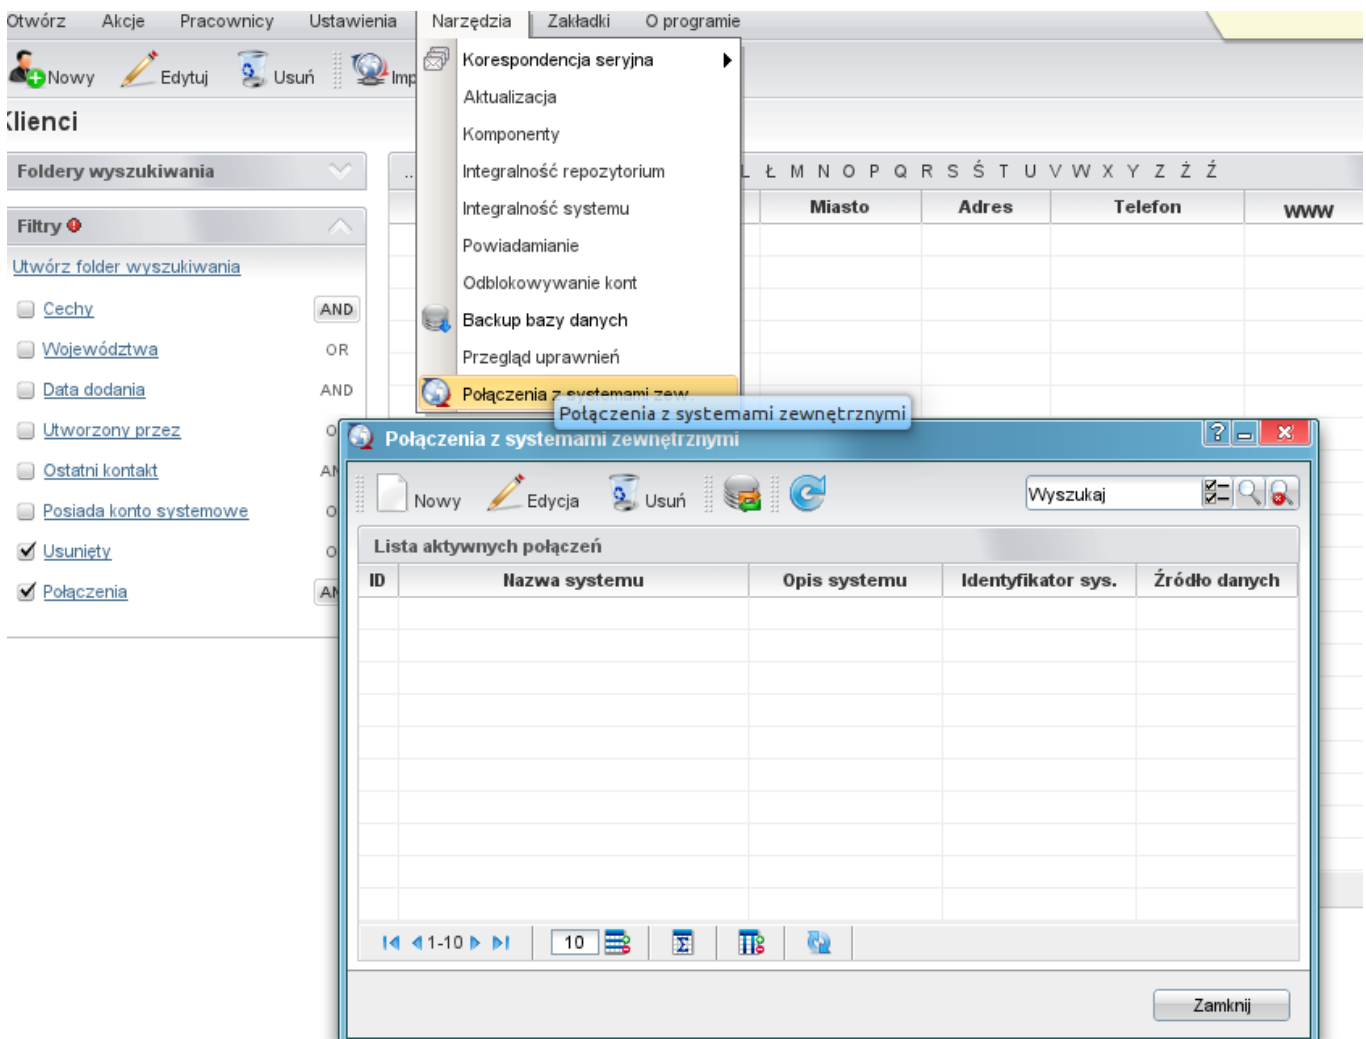 Otwórz Akcje Pracownicy Ustawienia Narzędzia Zakładki O programie
Nowy Edytuj Usuń Imp
Klienci
Foldery wyszukiwania
Filtry
Utwórz folder wyszukiwania
Cechy AND
Województwa OR
Data dodania AND
Utworzony przez O
Ostatni kontakt AN
Posiada konto systemowe O
Usunięty O
Połączenia AN
Korespondencja seryjna
Aktualizacja
Komponenty
Integralność repozytorium
Integralność systemu
Powiadamianie
Odblokowywanie kont
Backup bazy danych
Przegląd uprawnień
Połączenia z systemami zew...
Połączenia z systemami zewnętrznymi
.. L Ł M N O P Q R S Ś T U V W X Y Z Ż Ź
Miasto Adres Telefon WWW
Połączenia z systemami zewnętrznymi
Nowy Edycja Usuń Wyszukaj
Lista aktywnych połączeń
ID Nazwa systemu Opis systemu Identyfikator sys. Źródło danych
1-10 10
Zamknij